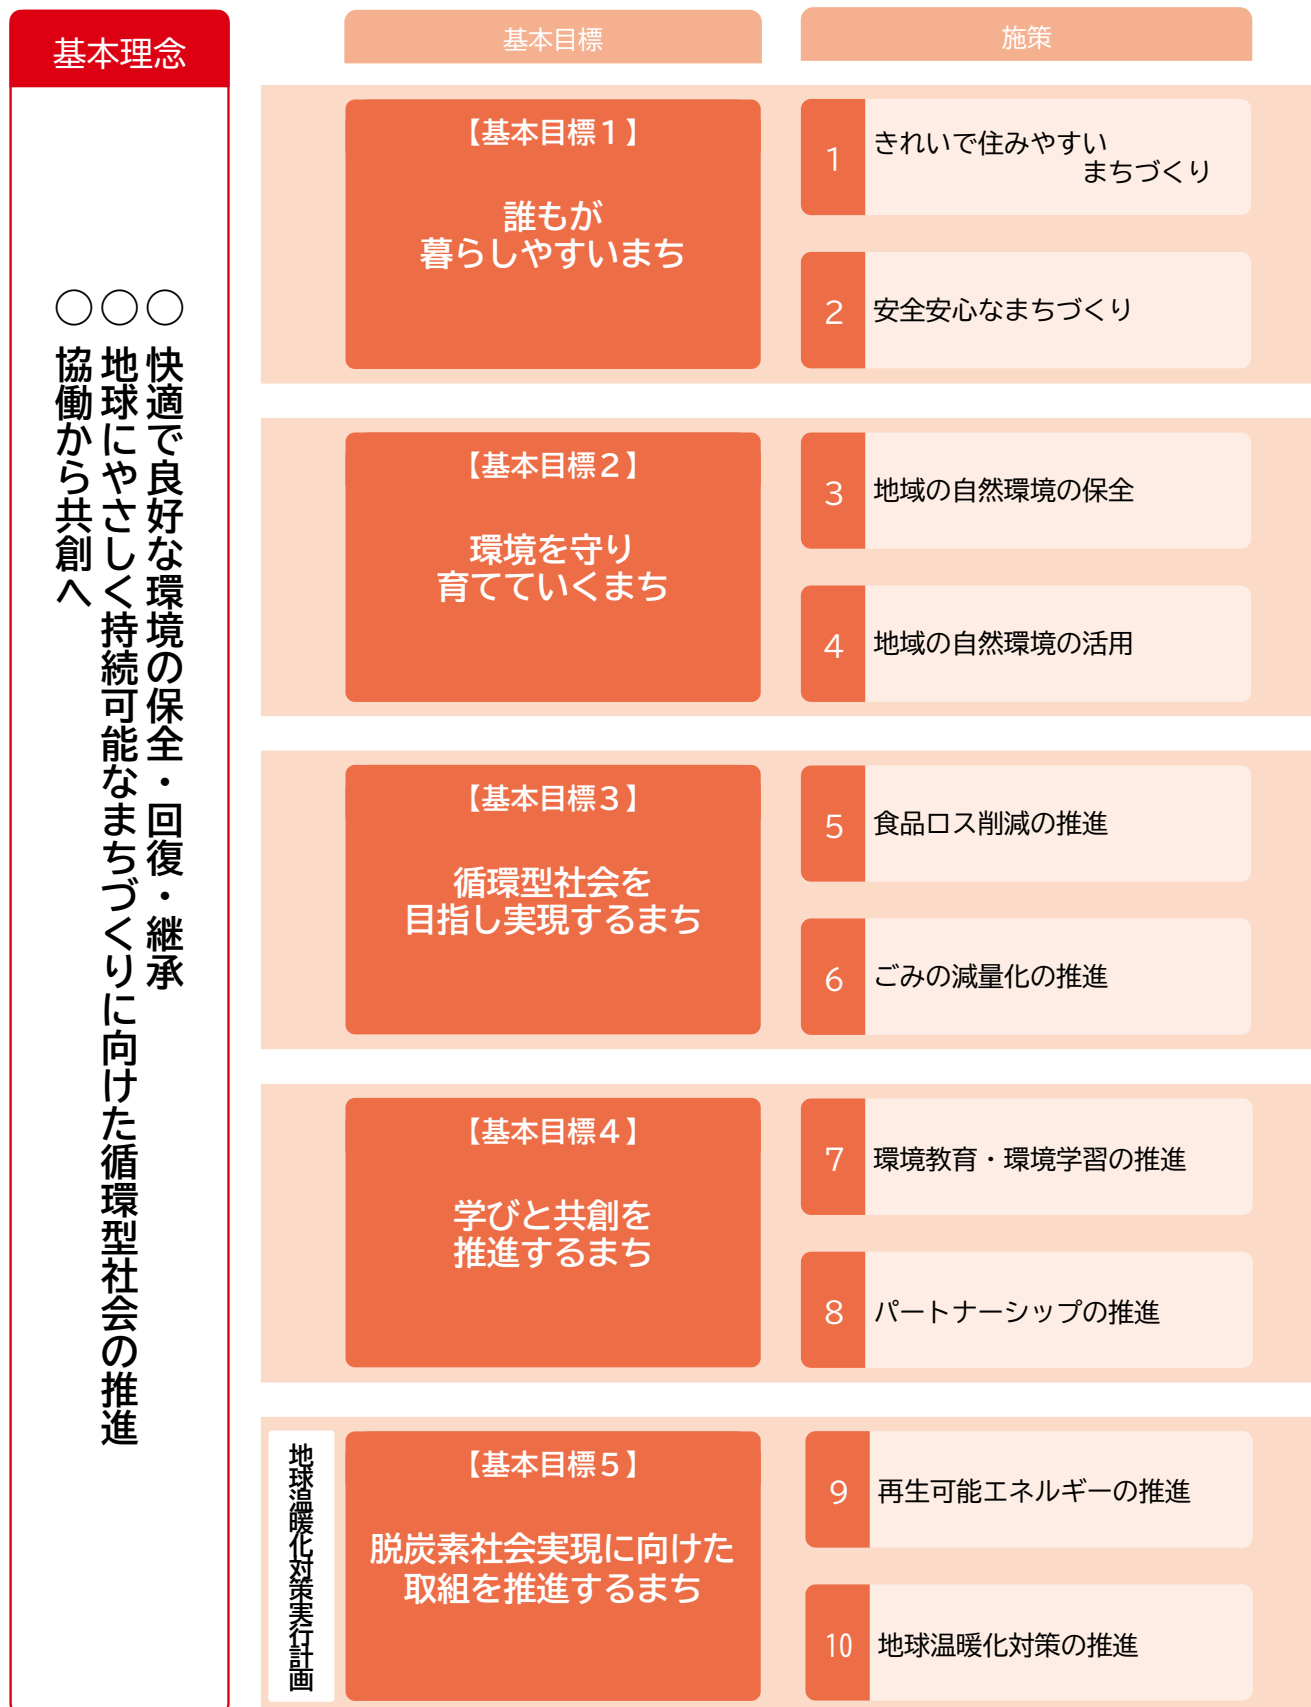 基本理念
○快適で良好な環境の保全・回復・継承
○地球にやさしく持続可能なまちづくりに向けた循環型社会の推進
○協働から共創へ
基本目標
施策
【基本目標1】
誰もが
暮らしやすいまち
1
きれいで住みやすい
まちづくり
2
安全安心なまちづくり
【基本目標2】
環境を守り
育てていくまち
3
地域の自然環境の保全
4
地域の自然環境の活用
【基本目標3】
循環型社会を
目指し実現するまち
5
食品ロス削減の推進
6
ごみの減量化の推進
【基本目標4】
学びと共創を
推進するまち
7
環境教育・環境学習の推進
8
パートナーシップの推進
地球温暖化対策実行計画
【基本目標5】
脱炭素社会実現に向けた
取組を推進するまち
9
再生可能エネルギーの推進
10
地球温暖化対策の推進